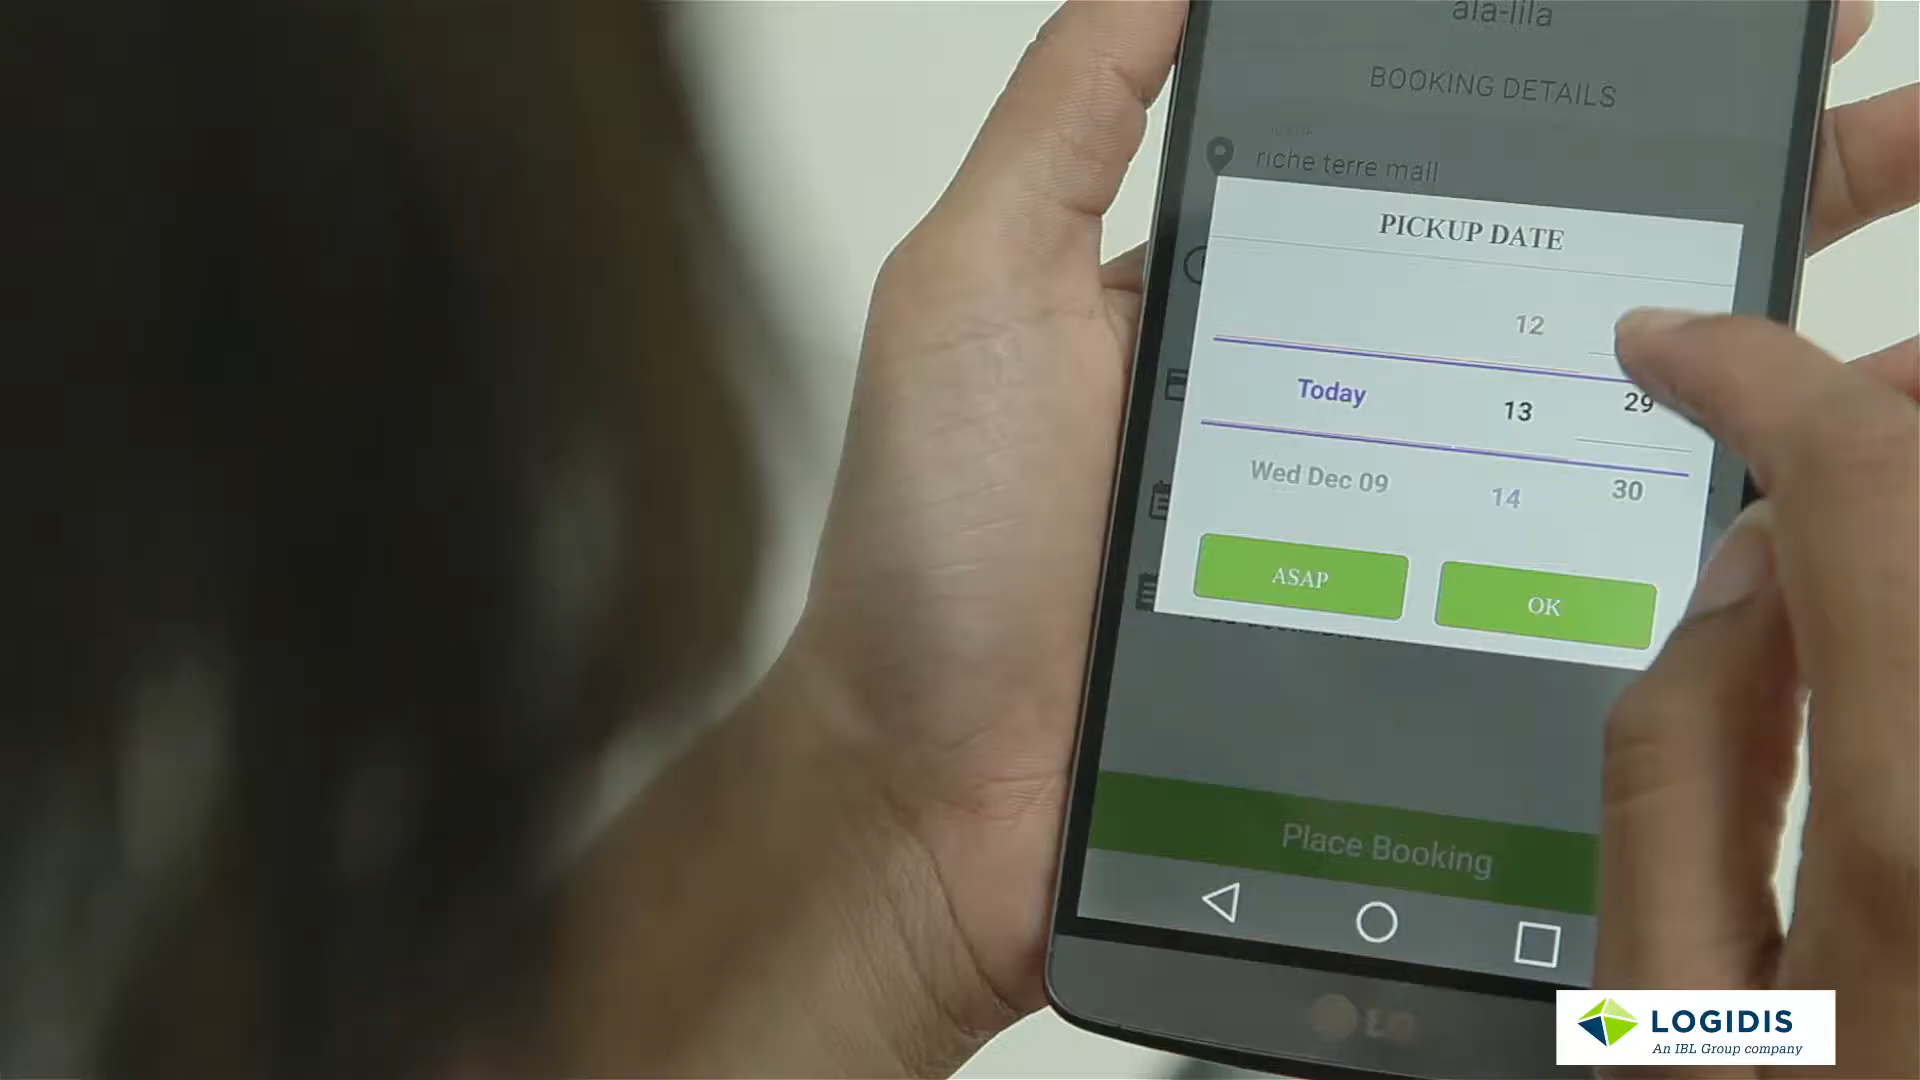 ala-lila
BOOKING DETAILS
riche terre mall
PICKUP DATE
12
Today 13 29
Wed Dec 09 14 30
ASAP OK
Place Booking
LG
LOGIDIS
An IBL Group company